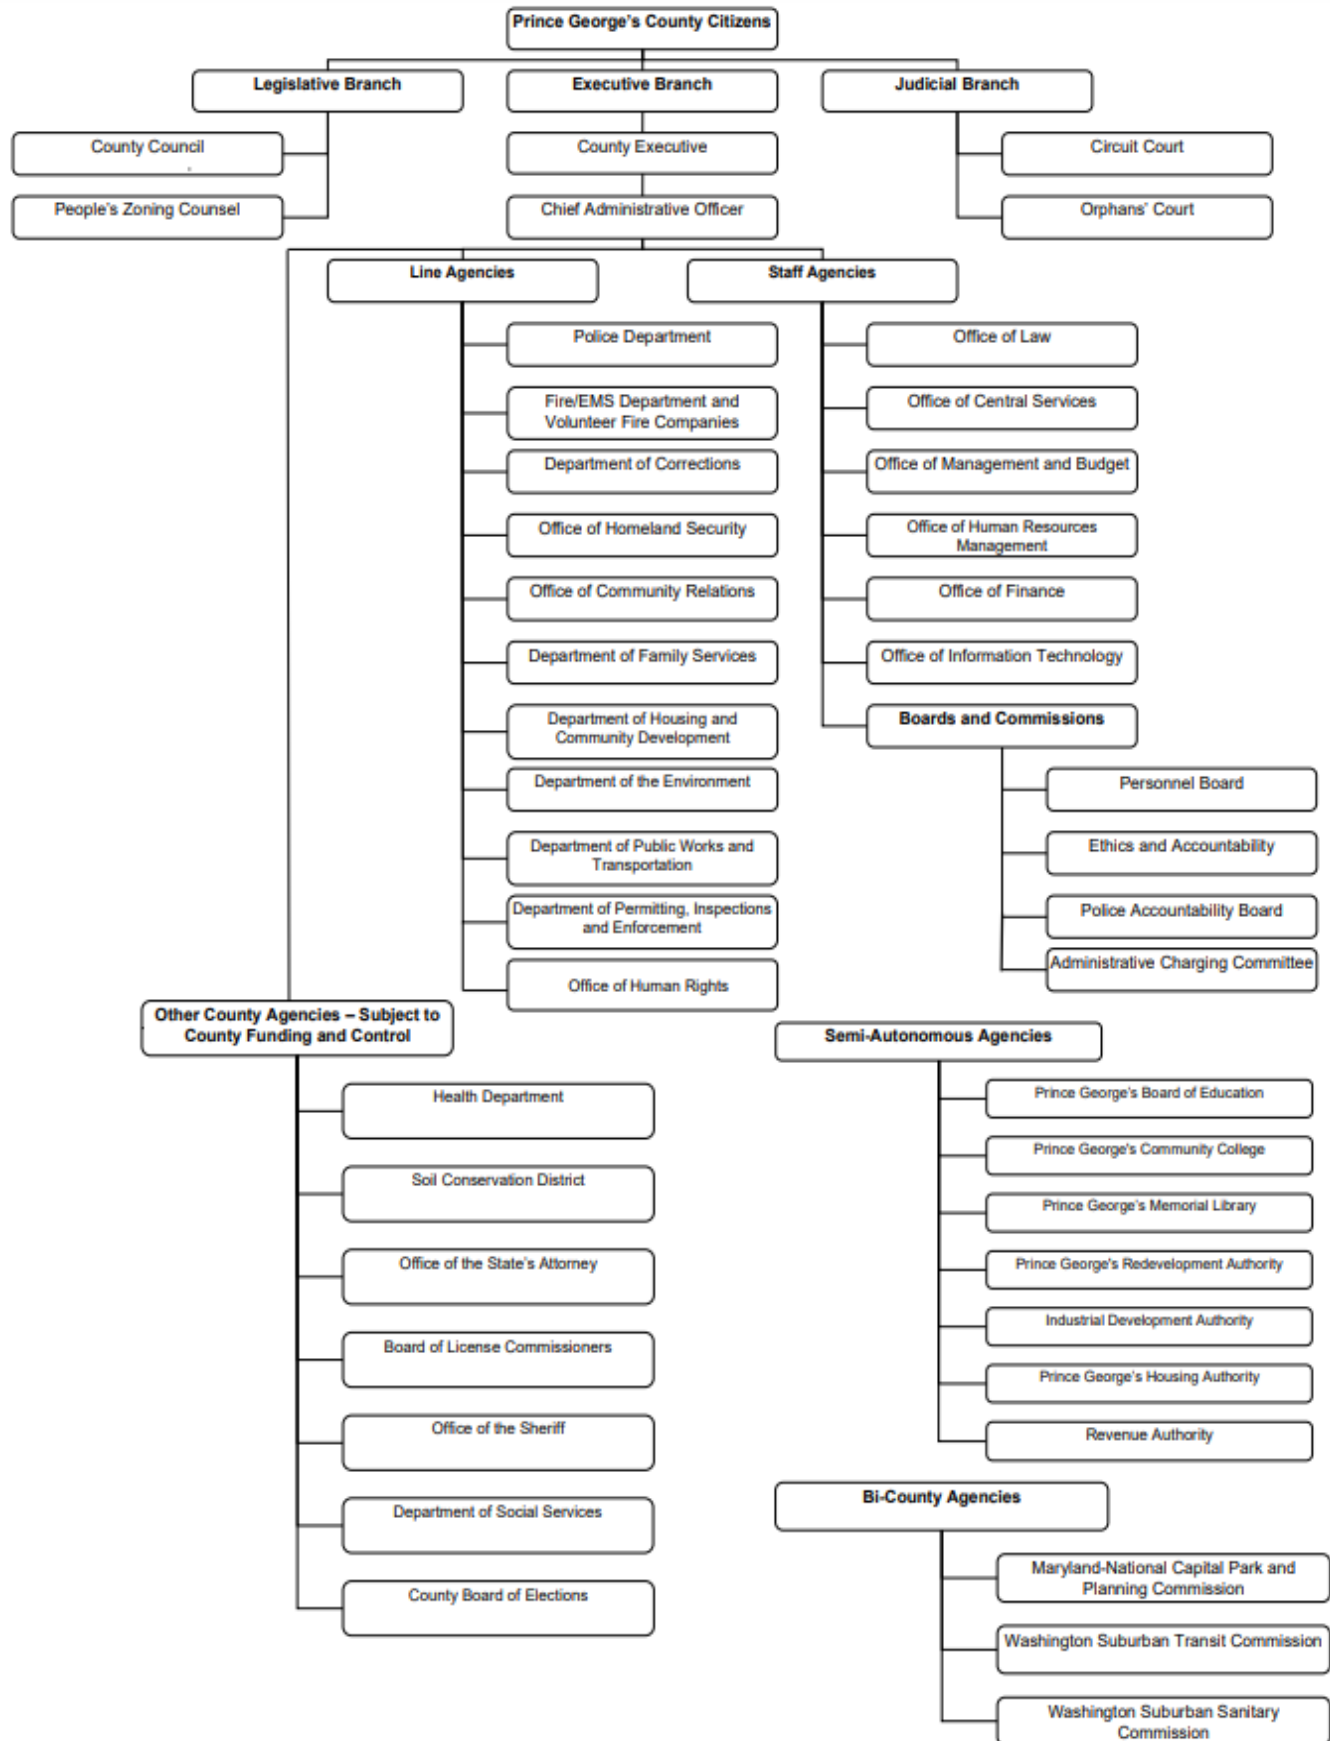 Prince George's County Citizens
Legislative Branch
Executive Branch
Judicial Branch
County Council
County Executive
Circuit Court
People's Zoning Counsel
Chief Administrative Officer
Orphans' Court
Line Agencies
Staff Agencies
Police Department
Fire/EMS Department and
Volunteer Fire Companies
Department of Corrections
Office of Homeland Security
Office of Community Relations
Department of Family Services
Department of Housing and
Community Development
Department of the Environment
Department of Public Works and
Transportation
Department of Permitting, Inspections
and Enforcement
Office of Human Rights
Office of Law
Office of Central Services
Office of Management and Budget
Office of Human Resources
Management
Office of Finance
Office of Information Technology
Boards and Commissions
Personnel Board
Ethics and Accountability
Police Accountability Board
Administrative Charging Committee
Other County Agencies – Subject to
County Funding and Control
Health Department
Soil Conservation District
Office of the State's Attorney
Board of License Commissioners
Office of the Sheriff
Department of Social Services
County Board of Elections
Semi-Autonomous Agencies
Prince George's Board of Education
Prince George's Community College
Prince George's Memorial Library
Prince George's Redevelopment Authority
Industrial Development Authority
Prince George's Housing Authority
Revenue Authority
Bi-County Agencies
Maryland-National Capital Park and
Planning Commission
Washington Suburban Transit Commission
Washington Suburban Sanitary
Commission